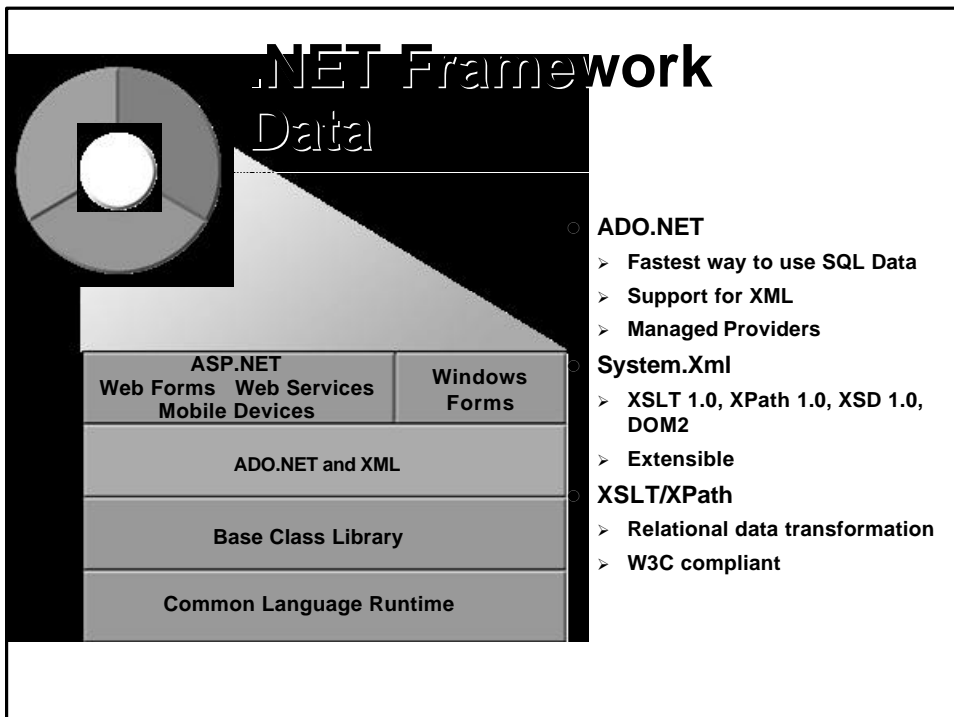 .NET Framework
Data
ADO.NET
Fastest way to use SQL Data
Support for XML
Managed Providers
System.Xml
XSLT 1.0, XPath 1.0, XSD 1.0,
DOM2
Extensible
XSLT/XPath
Relational data transformation
W3C compliant
ASP.NET
Web Forms Web Services
Mobile Devices
Windows
Forms
ADO.NET and XML
Base Class Library
Common Language Runtime